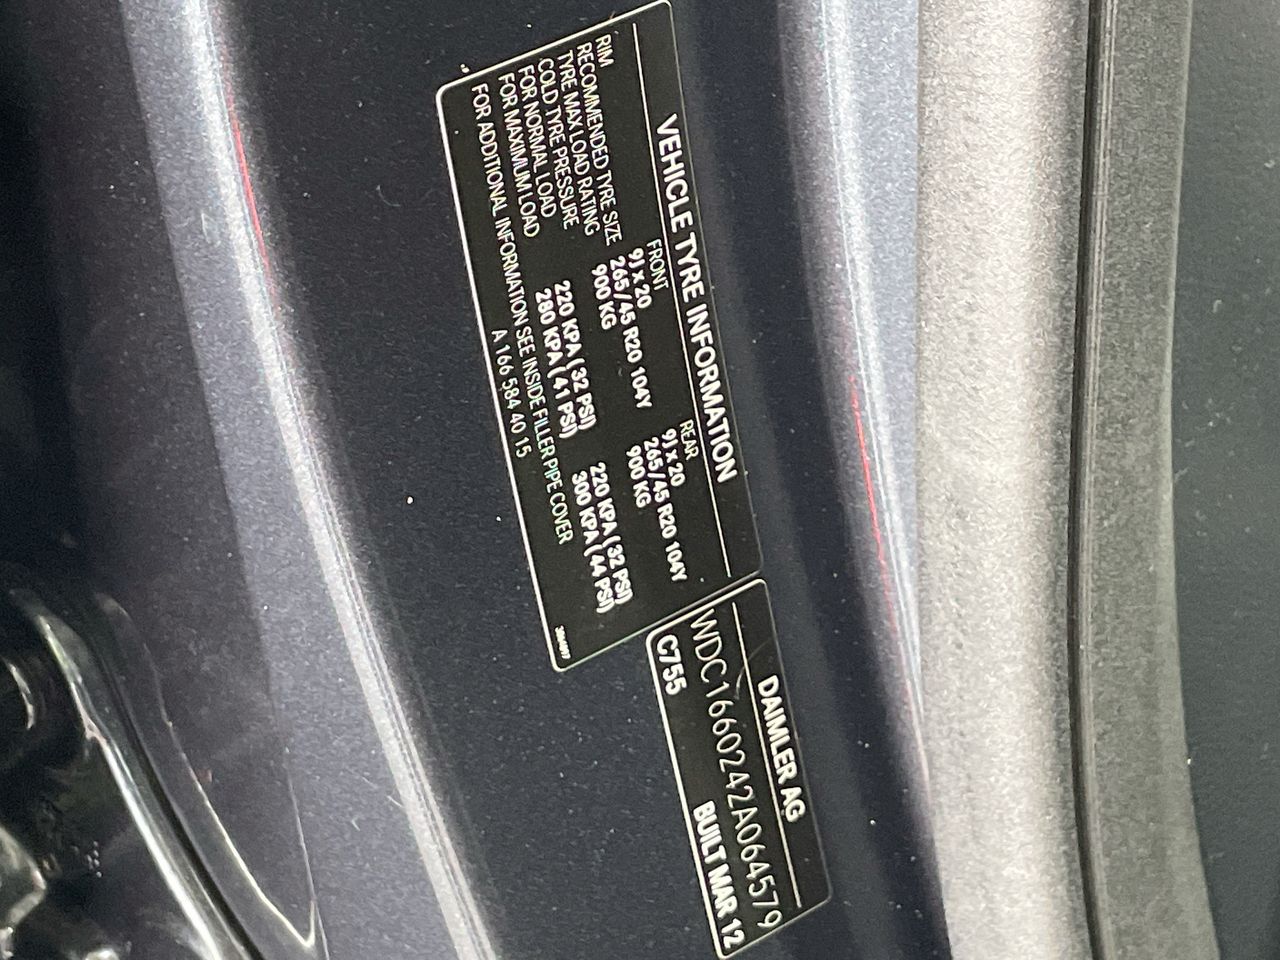 VEHICLE TYRE INFORMATION
FRONT REAR
RIM 9J x 20 9J x 20
RECOMMENDED TYRE SIZE 265/45 R20 104Y 265/45 R20 104Y
TYRE MAX LOAD RATING 900 KG 900 KG
COLD TYRE PRESSURE
FOR NORMAL LOAD 220 KPA ( 32 PSI) 220 KPA ( 32 PSI)
FOR MAXIMUM LOAD 280 KPA ( 41 PSI) 300 KPA ( 44 PSI)
FOR ADDITIONAL INFORMATION SEE INSIDE FILLER PIPE COVER
A 166 584 40 15
DAIMLER AG
WDC1660242A064579
C755 BUILT MAR 12